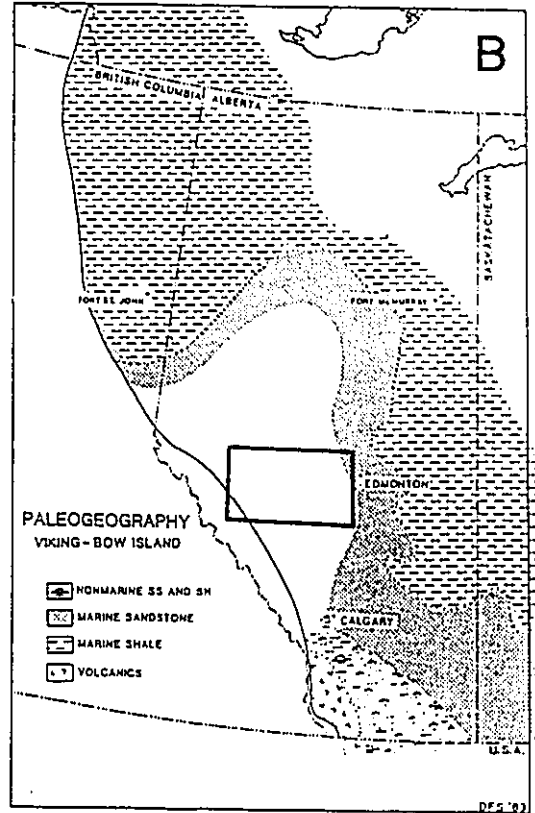 B
BRITISH COLUMBIA
ALBERTA
SASKATACHEWAN
FORT ST. JOHN
FORT McMURRAY
EDMONTON
PALEOGEOGRAPHY
VIKING-BOW ISLAND
NONMARINE SS AND SH
MARINE SANDSTONE
MARINE SHALE
VOLCANICS
CALGARY
U.S.A.
DFS '83